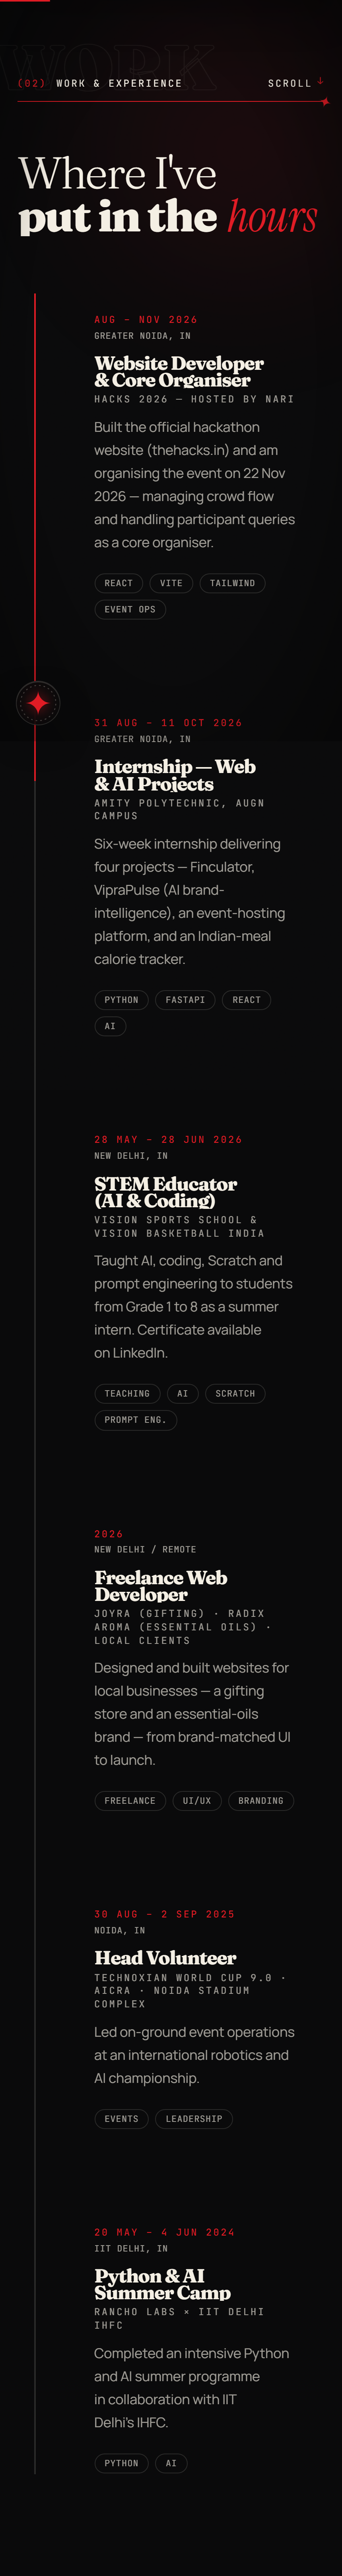 WORK
(02) WORK & EXPERIENCE SCROLL ↓
Where I've
put in the hours
AUG – NOV 2026
GREATER NOIDA, IN
Website Developer
& Core Organiser
HACKS 2026 — HOSTED BY NARI
Built the official hackathon
website (thehacks.in) and am
organising the event on 22 Nov
2026 — managing crowd flow
and handling participant queries
as a core organiser.
REACT VITE TAILWIND
EVENT OPS
31 AUG – 11 OCT 2026
GREATER NOIDA, IN
Internship — Web
& AI Projects
AMITY POLYTECHNIC, AUGN
CAMPUS
Six-week internship delivering
four projects — Finculator,
VipraPulse (AI brand-
intelligence), an event-hosting
platform, and an Indian-meal
calorie tracker.
PYTHON FASTAPI REACT
AI
28 MAY – 28 JUN 2026
NEW DELHI, IN
STEM Educator
(AI & Coding)
VISION SPORTS SCHOOL &
VISION BASKETBALL INDIA
Taught AI, coding, Scratch and
prompt engineering to students
from Grade 1 to 8 as a summer
intern. Certificate available
on LinkedIn.
TEACHING AI SCRATCH
PROMPT ENG.
2026
NEW DELHI / REMOTE
Freelance Web
Developer
JOYRA (GIFTING) · RADIX
AROMA (ESSENTIAL OILS) ·
LOCAL CLIENTS
Designed and built websites for
local businesses — a gifting
store and an essential-oils
brand — from brand-matched UI
to launch.
FREELANCE UI/UX BRANDING
30 AUG – 2 SEP 2025
NOIDA, IN
Head Volunteer
TECHNOXIAN WORLD CUP 9.0 ·
AICRA · NOIDA STADIUM
COMPLEX
Led on-ground event operations
at an international robotics and
AI championship.
EVENTS LEADERSHIP
20 MAY – 4 JUN 2024
IIT DELHI, IN
Python & AI
Summer Camp
RANCHO LABS × IIT DELHI
IHFC
Completed an intensive Python
and AI summer programme
in collaboration with IIT
Delhi's IHFC.
PYTHON AI